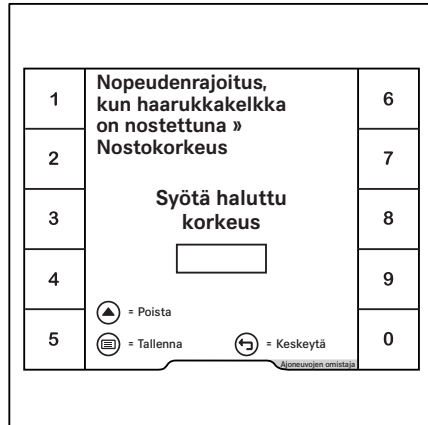 Nopeudenrajoitus,
kun haarukkakelkka
on nostettuna »
Nostokorkeus
Syötä haluttu
korkeus
1
2
3
4
5
6
7
8
9
0
= Poista
= Tallenna
= Keskeytä
Ajoneuvojen omistaja